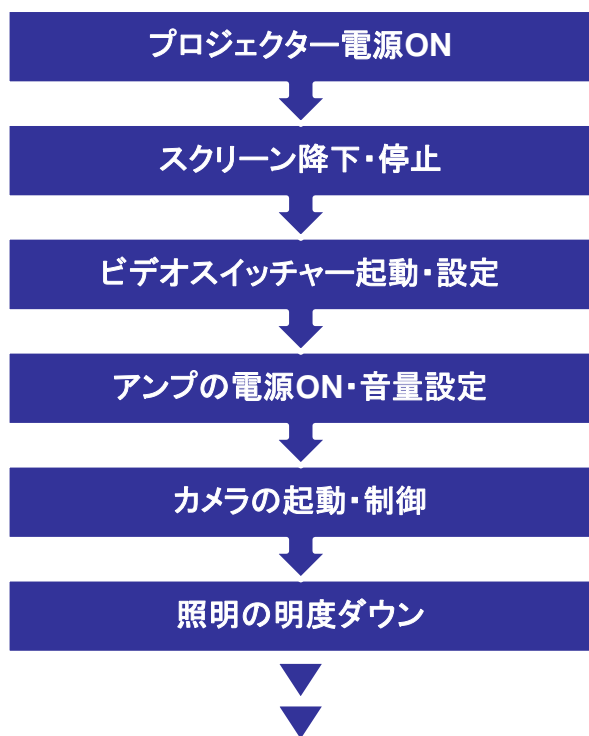 プロジェクター電源ON
スクリーン降下・停止
ビデオスイッチャー起動・設定
アンプの電源ON・音量設定
カメラの起動・制御
照明の明度ダウン